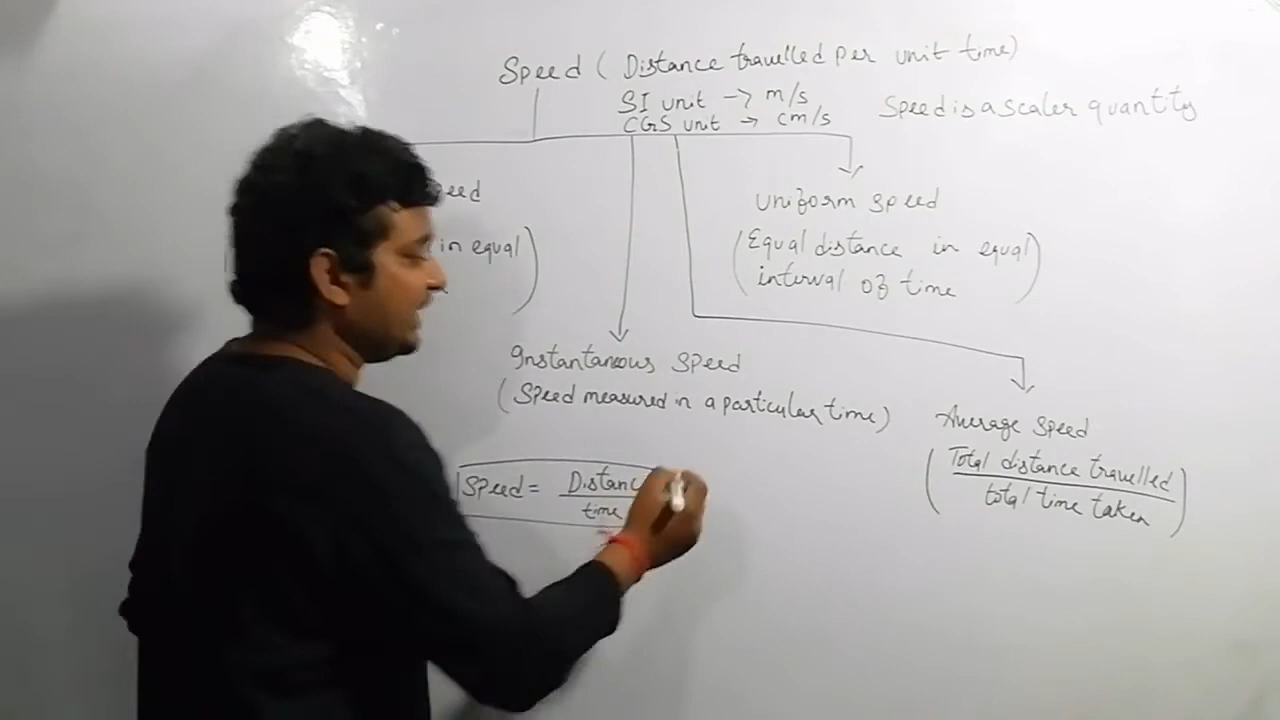 Speed ( Distance travelled per unit time)
SI unit -> m/s
CGS unit -> cm/s
Speed is a scaler quantity
eed
in equal
Uniform speed
(Equal distance in equal
interval of time)
Instantaneous speed
(Speed measured in a particular time)
Average speed
(Total distance travelled
total time taken)
Speed = Distanc
time